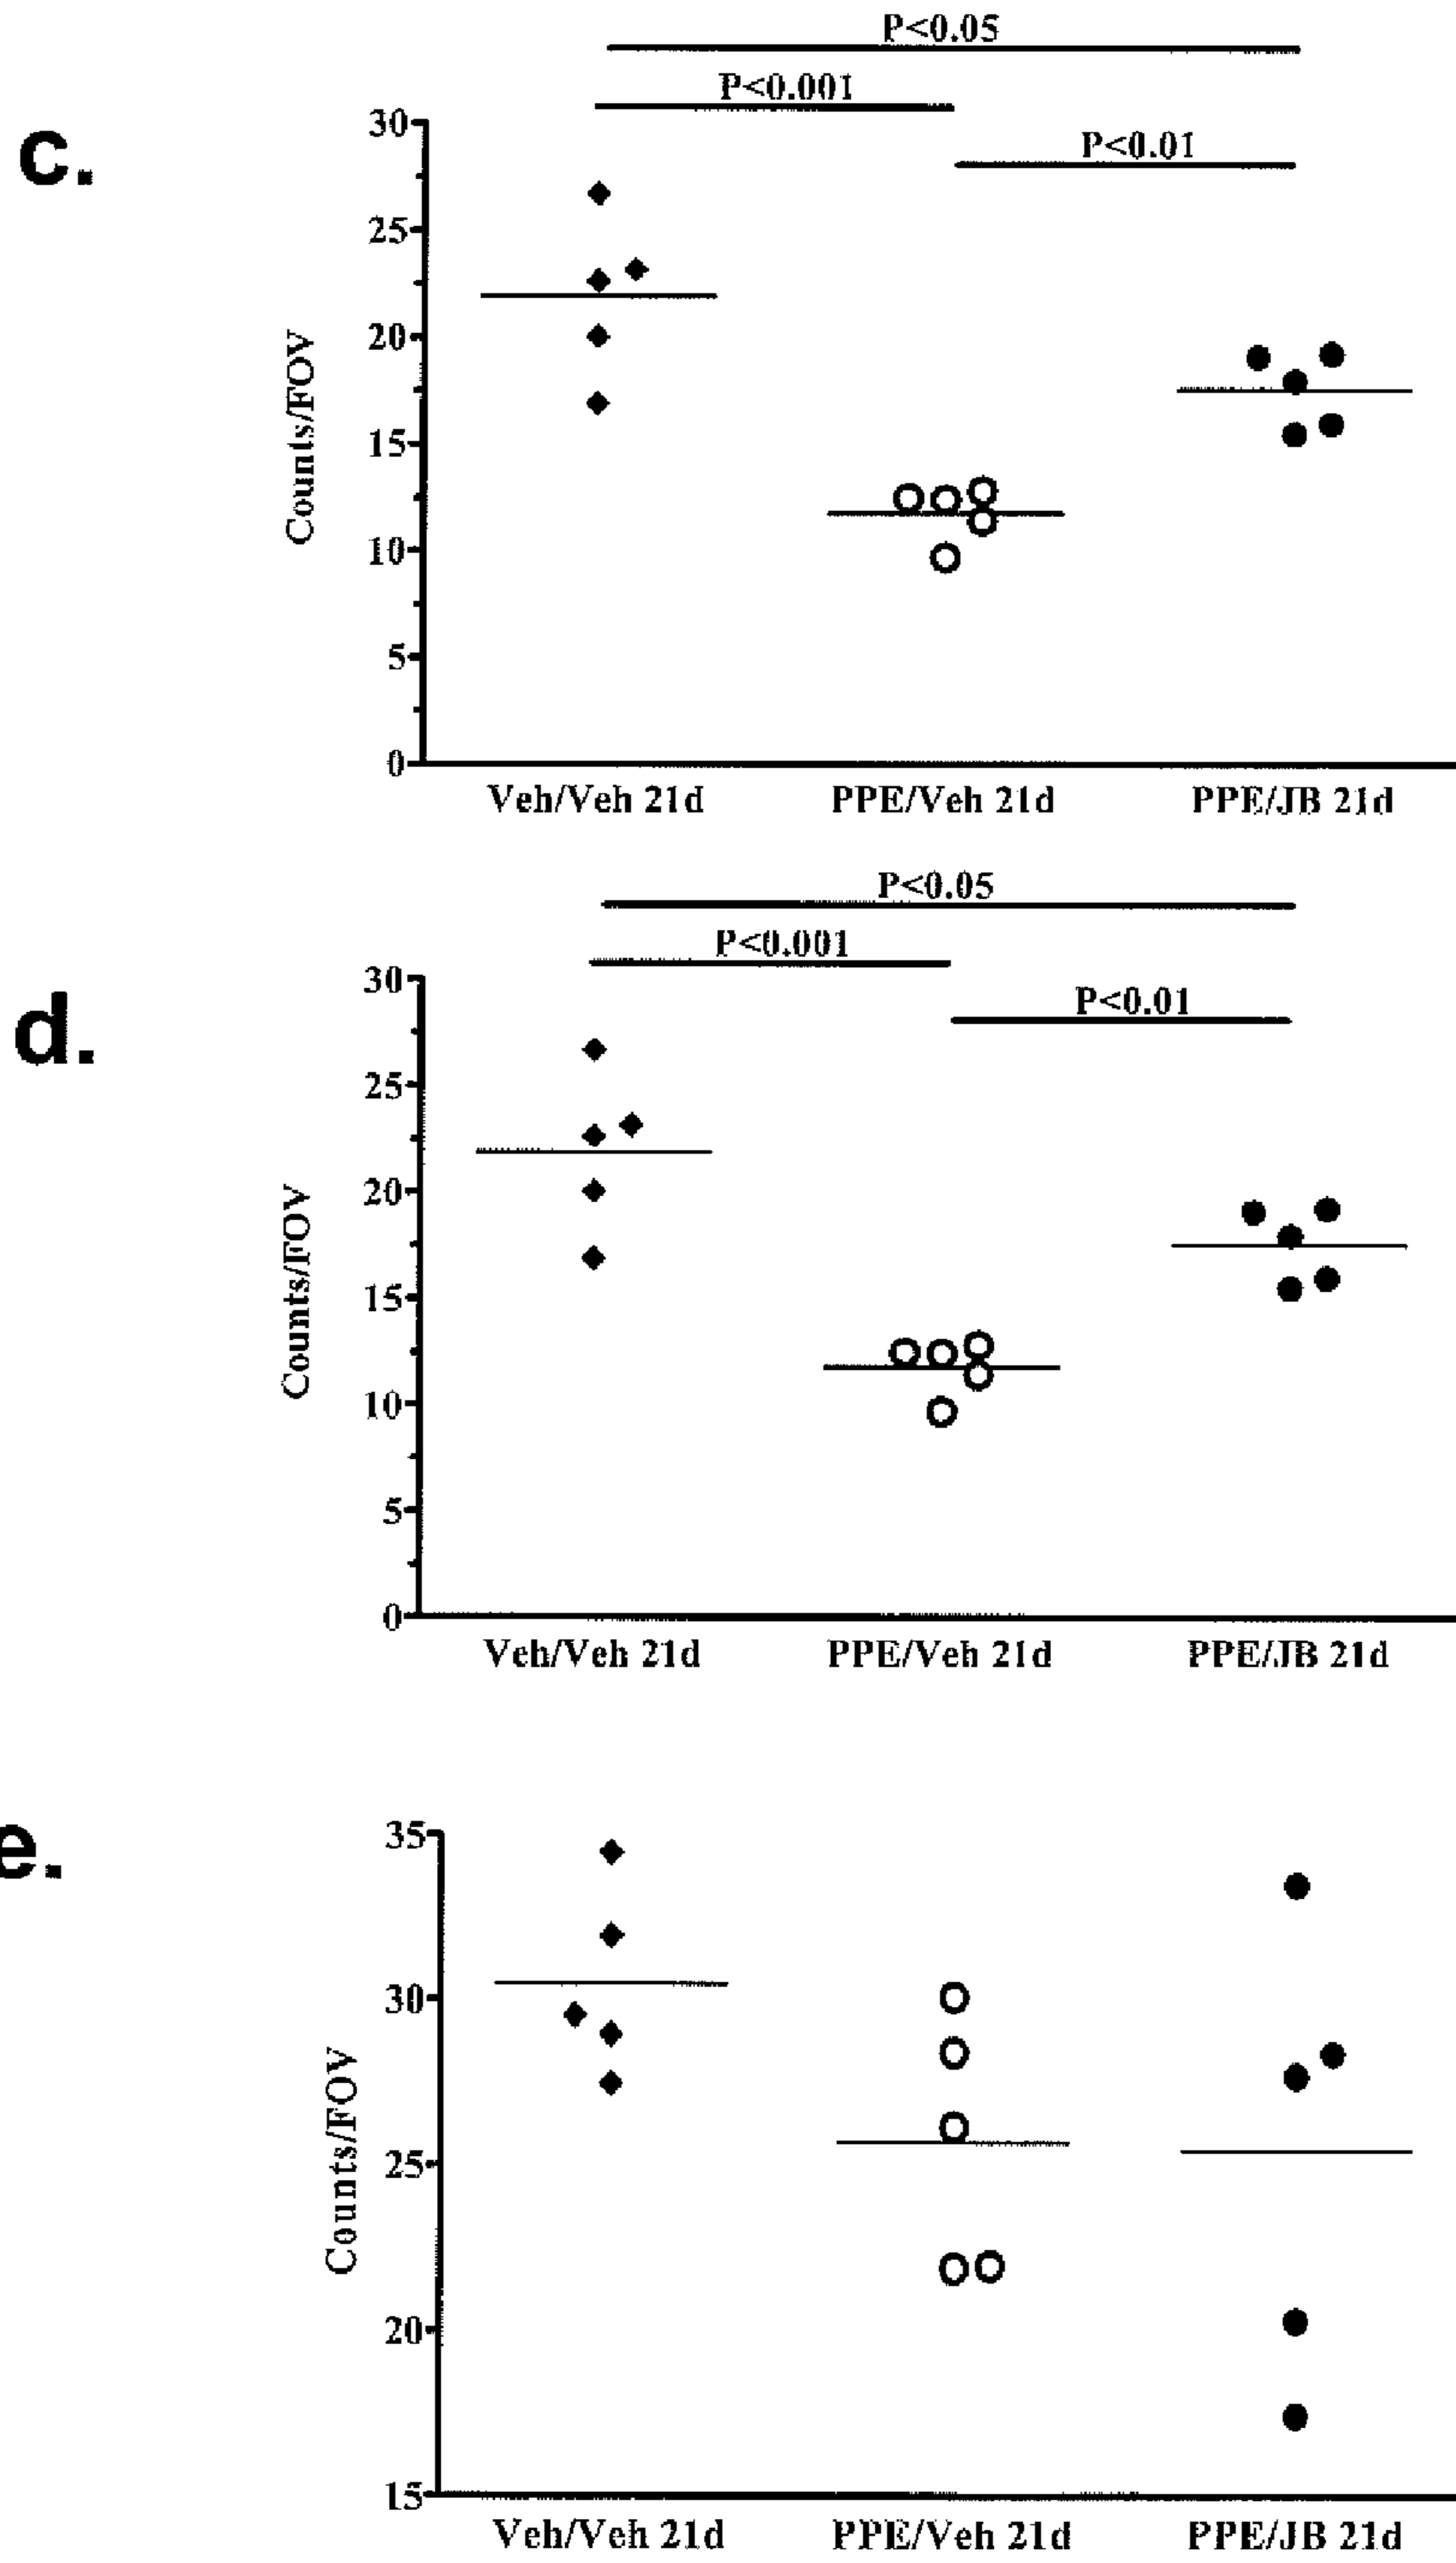 c.
P<0.05
P<0.001
P<0.01
30
25
20
15
10
5
0
Counts/FOV
Veh/Veh 21d PPE/Veh 21d PPE/JB 21d
d.
P<0.05
P<0.001
P<0.01
30
25
20
15
10
5
0
Counts/FOV
Veh/Veh 21d PPE/Veh 21d PPE/JB 21d
e.
35
30
25
20
15
Counts/FOV
Veh/Veh 21d PPE/Veh 21d PPE/JB 21d